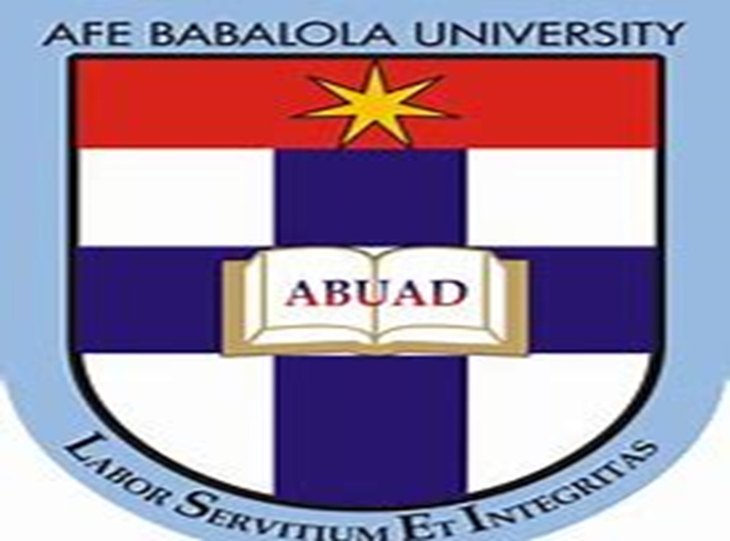 AFE BABALOLA UNIVERSITY
ABUAD
LABOR SERVITIUM ET INTEGRITAS